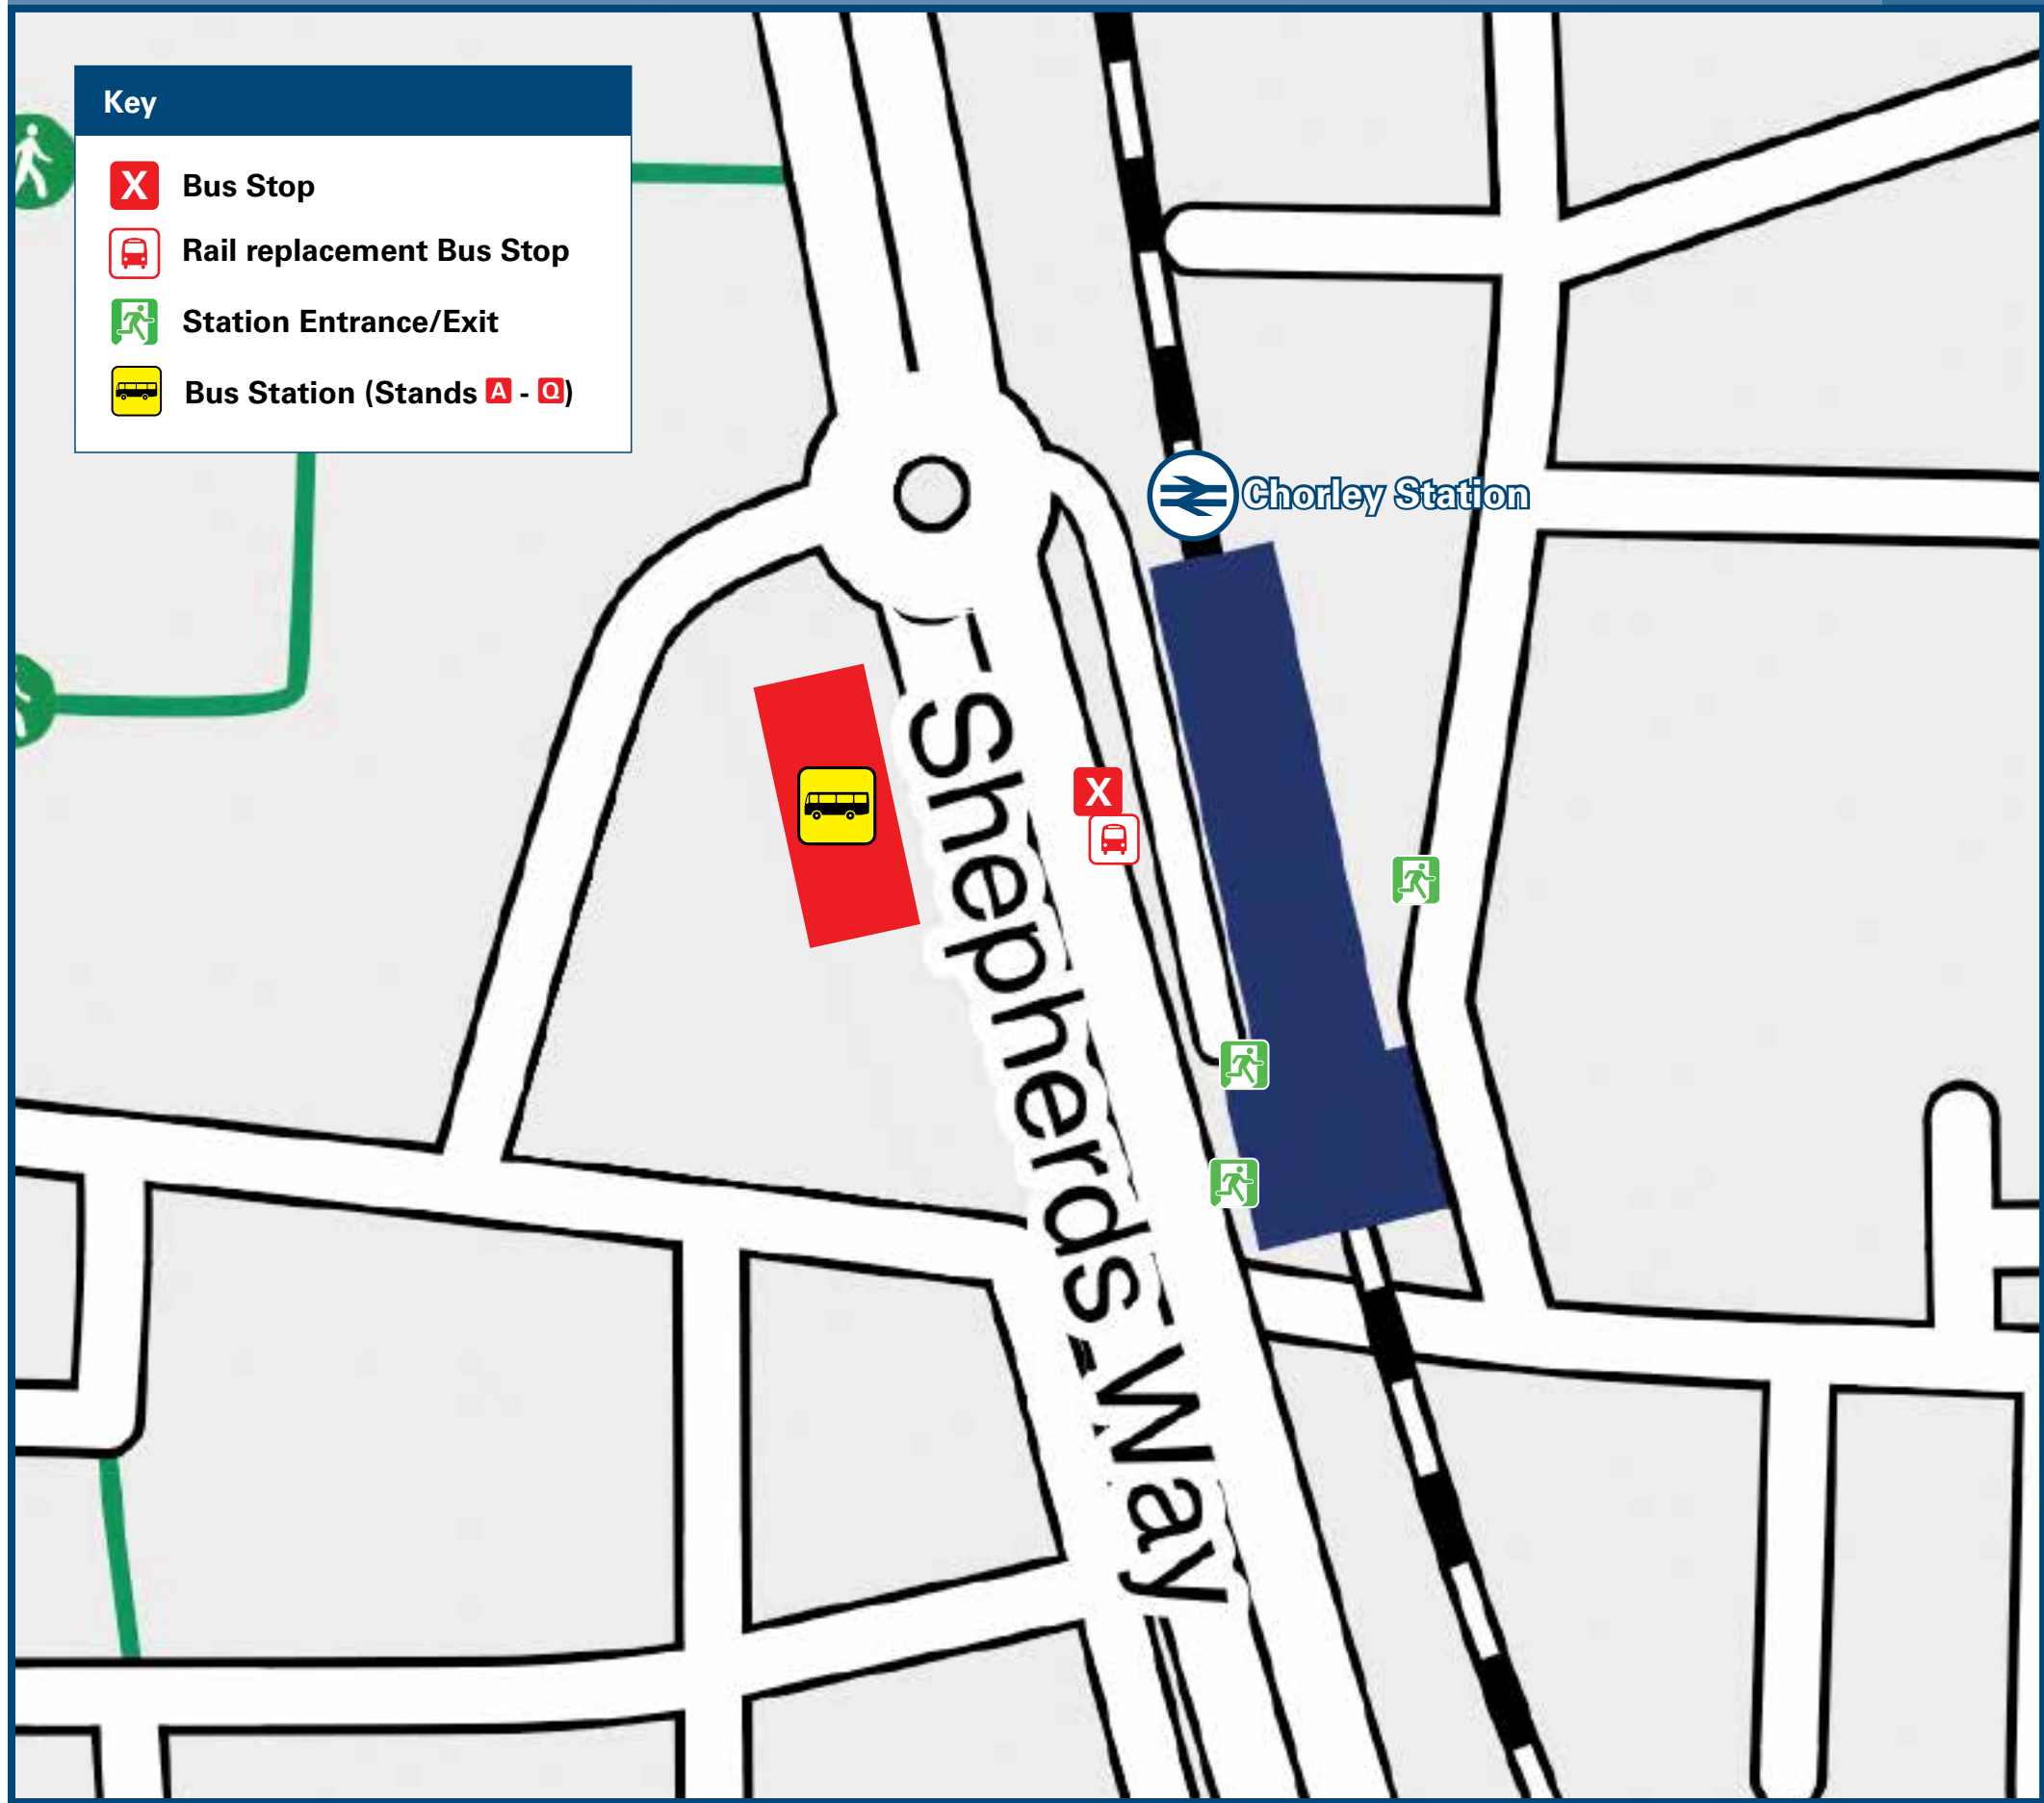 Key
X Bus Stop
Rail replacement Bus Stop
Station Entrance/Exit
Bus Station (Stands A - Q)
Chorley Station
X
Shepherds Way